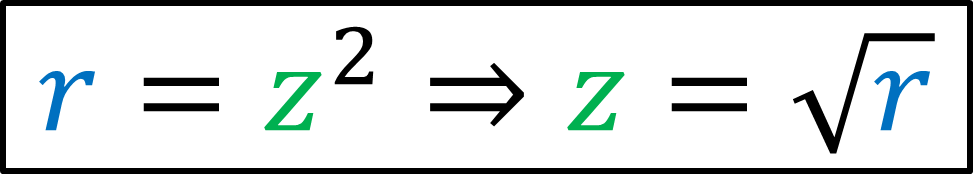 r = z² ⇒ z = √r